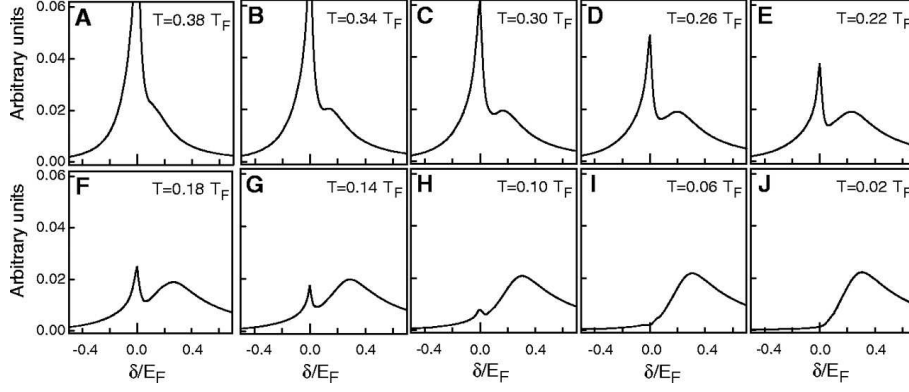 Arbitrary units
0.06
0.04
0.02
0.00
A T=0.38 T_F
B T=0.34 T_F
C T=0.30 T_F
D T=0.26 T_F
E T=0.22 T_F
Arbitrary units
0.06
0.04
0.02
0.00
F T=0.18 T_F
G T=0.14 T_F
H T=0.10 T_F
I T=0.06 T_F
J T=0.02 T_F
-0.4 0.0 0.4
-0.4 0.0 0.4
-0.4 0.0 0.4
-0.4 0.0 0.4
-0.4 0.0 0.4
δ/E_F
δ/E_F
δ/E_F
δ/E_F
δ/E_F